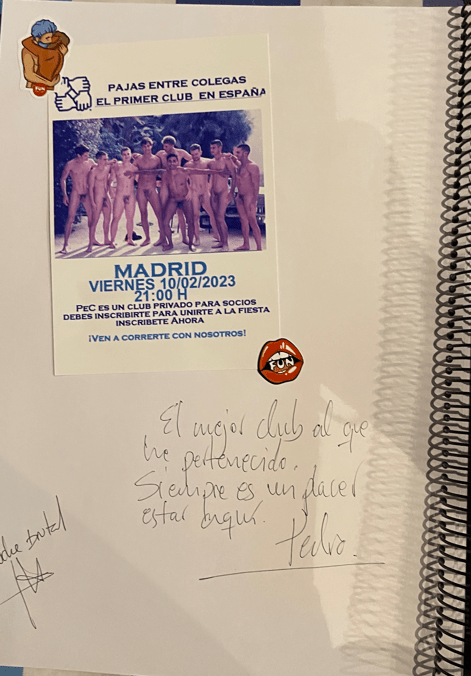 PAJAS ENTRE COLEGAS
EL PRIMER CLUB EN ESPAÑA
MADRID
VIERNES 10/02/2023
21:00 H
PEC ES UN CLUB PRIVADO PARA SOCIOS
DEBES INSCRIBIRTE PARA UNIRTE A LA FIESTA
INSCRIBETE AHORA
¡VEN A CORRERTE CON NOSOTROS!
FUN
El mejor club al que
he pertenecido.
Siempre es un placer
estar aquí.
Pedro.
Brutal